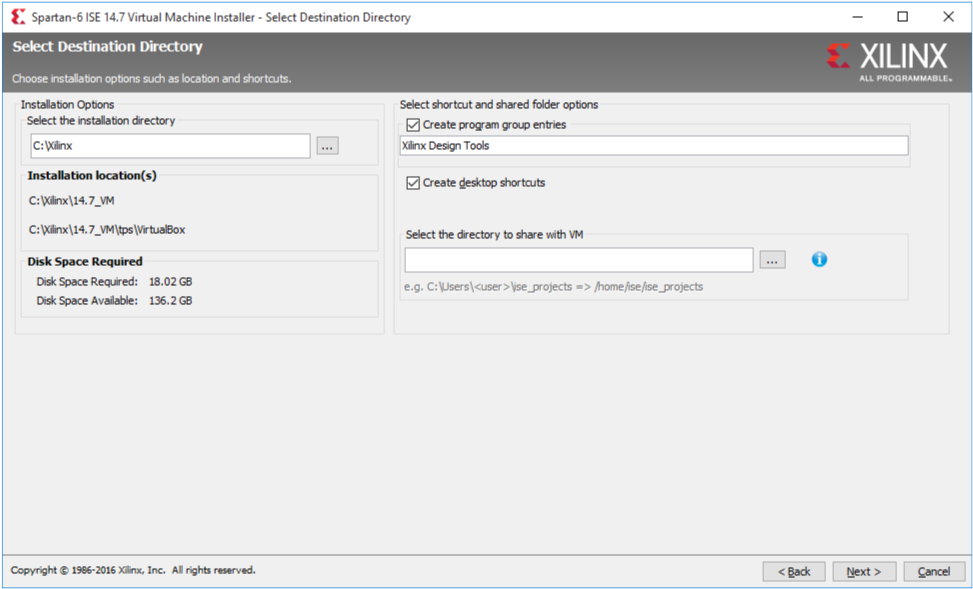 Spartan-6 ISE 14.7 Virtual Machine Installer - Select Destination Directory
Select Destination Directory
Choose installation options such as location and shortcuts.
XILINX
ALL PROGRAMMABLE™
Installation Options
Select the installation directory
C:\Xilinx
...
Installation location(s)
C:\Xilinx\14.7_VM
C:\Xilinx\14.7_VM\tps\VirtualBox
Disk Space Required
Disk Space Required: 18.02 GB
Disk Space Available: 136.2 GB
Select shortcut and shared folder options
Create program group entries
Xilinx Design Tools
Create desktop shortcuts
Select the directory to share with VM
...
e.g. C:\Users\<user>\ise_projects => /home/ise/ise_projects
Copyright © 1986-2016 Xilinx, Inc. All rights reserved.
< Back
Next >
Cancel